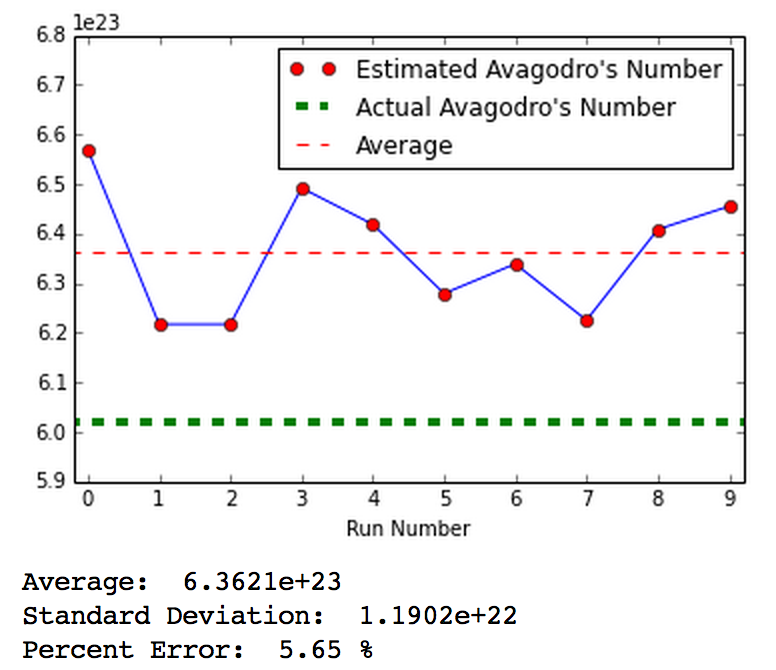 1e23
6.8
6.7
6.6
6.5
6.4
6.3
6.2
6.1
6.0
5.9
Estimated Avagodro's Number
Actual Avagodro's Number
Average
0 1 2 3 4 5 6 7 8 9
Run Number
Average: 6.3621e+23
Standard Deviation: 1.1902e+22
Percent Error: 5.65 %